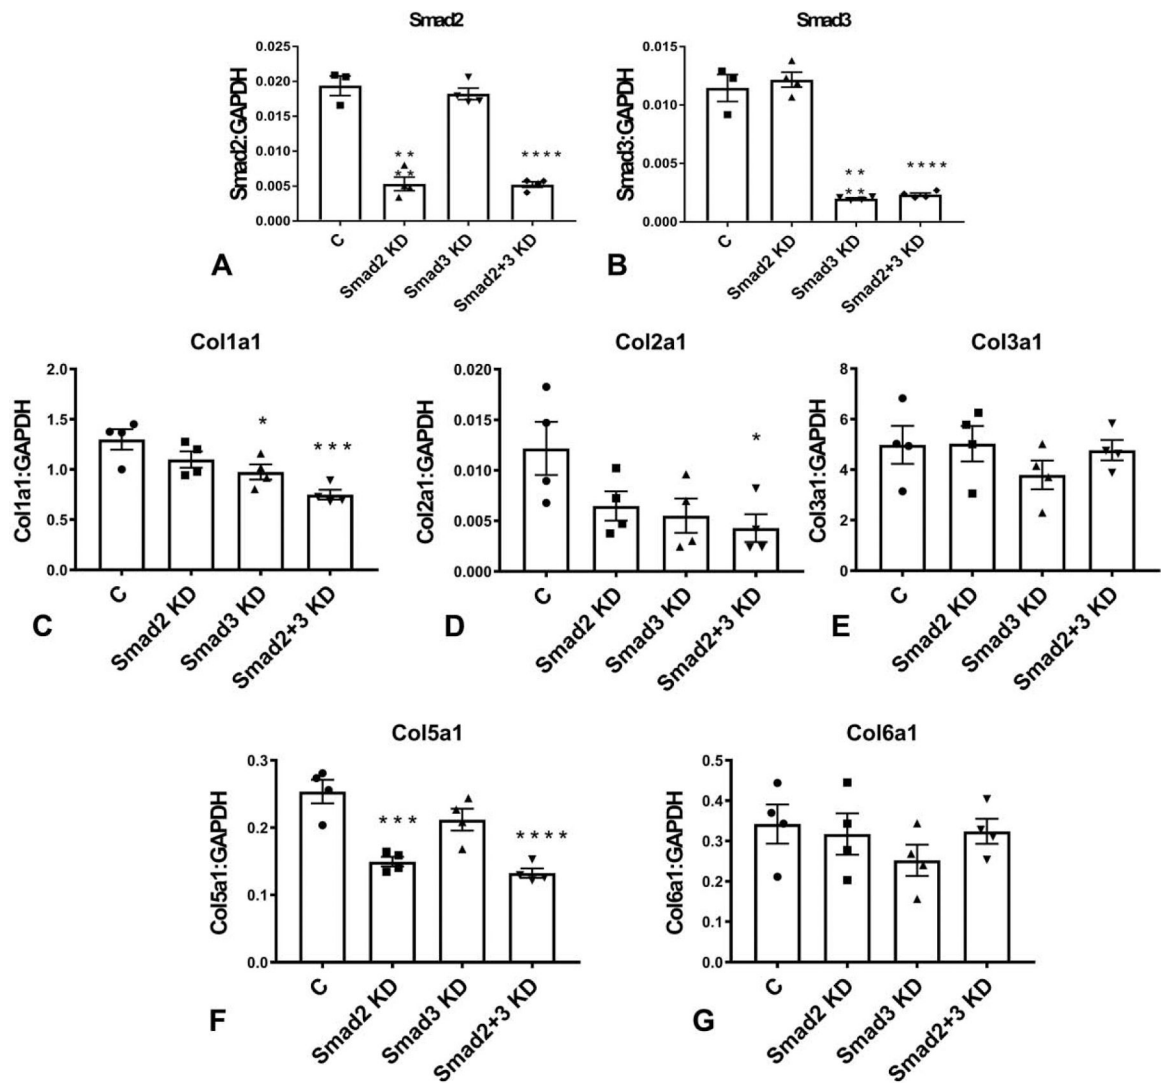 Smad2
Smad2:GAPDH
0.025
0.020
0.015
0.010
0.005
0.000
**
**
****
C
Smad2 KD
Smad3 KD
Smad2+3 KD
A
Smad3
Smad3:GAPDH
0.015
0.010
0.005
0.000
**
**
****
C
Smad2 KD
Smad3 KD
Smad2+3 KD
B
Col1a1
Col1a1:GAPDH
2.0
1.5
1.0
0.5
0.0
*
***
C
Smad2 KD
Smad3 KD
Smad2+3 KD
C
Col2a1
Col2a1:GAPDH
0.020
0.015
0.010
0.005
0.000
*
C
Smad2 KD
Smad3 KD
Smad2+3 KD
D
Col3a1
Col3a1:GAPDH
8
6
4
2
0
C
Smad2 KD
Smad3 KD
Smad2+3 KD
E
Col5a1
Col5a1:GAPDH
0.3
0.2
0.1
0.0
***
****
C
Smad2 KD
Smad3 KD
Smad2+3 KD
F
Col6a1
Col6a1:GAPDH
0.5
0.4
0.3
0.2
0.1
0.0
C
Smad2 KD
Smad3 KD
Smad2+3 KD
G